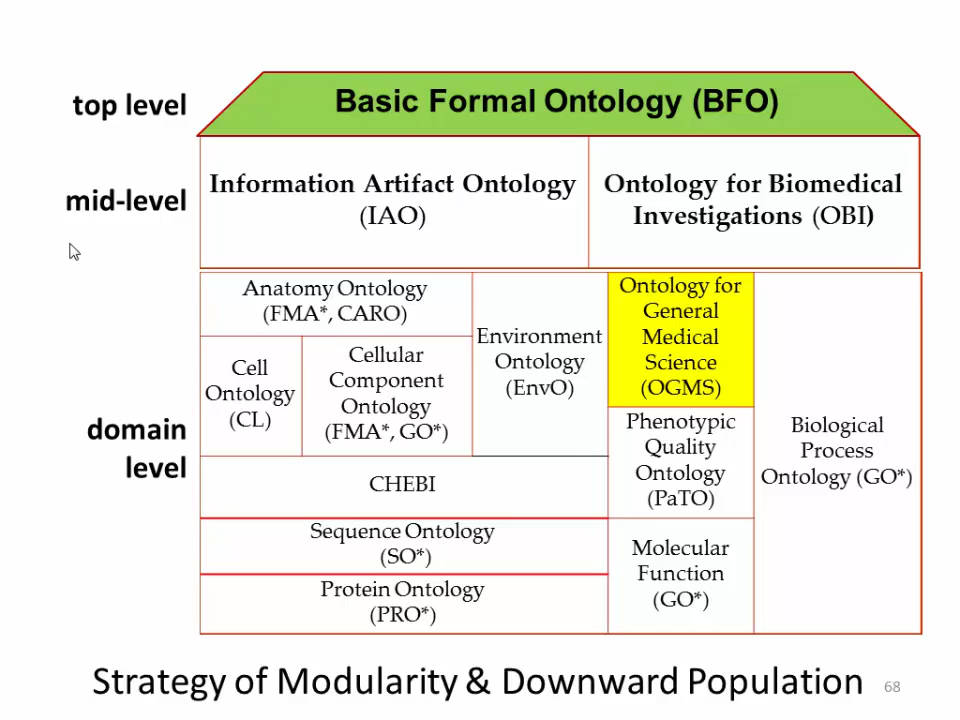 top level
Basic Formal Ontology (BFO)
mid-level
Information Artifact Ontology
(IAO)
Ontology for Biomedical
Investigations (OBI)
domain
level
Anatomy Ontology
(FMA*, CARO)
Cell
Ontology
(CL)
Cellular
Component
Ontology
(FMA*, GO*)
Environment
Ontology
(EnvO)
Ontology for
General
Medical
Science
(OGMS)
Phenotypic
Quality
Ontology
(PaTO)
Biological
Process
Ontology (GO*)
CHEBI
Sequence Ontology
(SO*)
Molecular
Function
(GO*)
Protein Ontology
(PRO*)
Strategy of Modularity & Downward Population
68